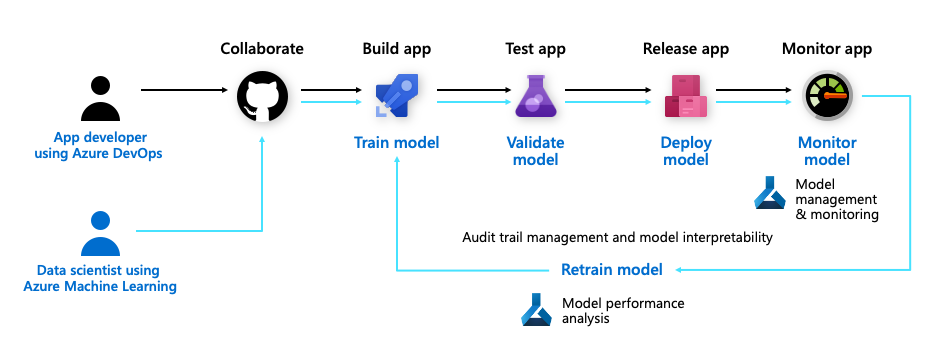 Collaborate
Build app
Test app
Release app
Monitor app
App developer
using Azure DevOps
Train model
Validate
model
Deploy
model
Monitor
model
Model
management
& monitoring
Data scientist using
Azure Machine Learning
Audit trail management and model interpretability
Retrain model
Model performance
analysis